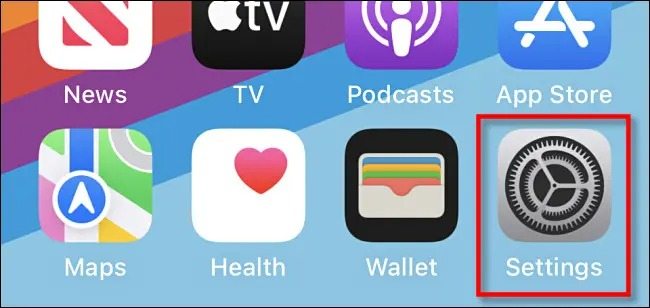 tv
News
TV
Podcasts
App Store
Maps
Health
Wallet
Settings